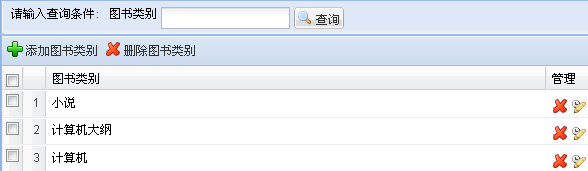 请输入查询条件: 图书类别 查询
添加图书类别 删除图书类别
图书类别 管理
1 小说
2 计算机大纲
3 计算机